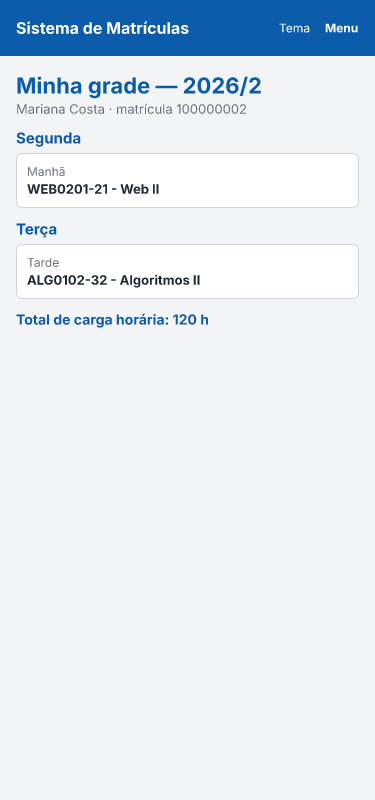 Sistema de Matrículas
Tema
Menu
Minha grade — 2026/2
Mariana Costa · matrícula 100000002
Segunda
Manhã
WEB0201-21 - Web II
Terça
Tarde
ALG0102-32 - Algoritmos II
Total de carga horária: 120 h